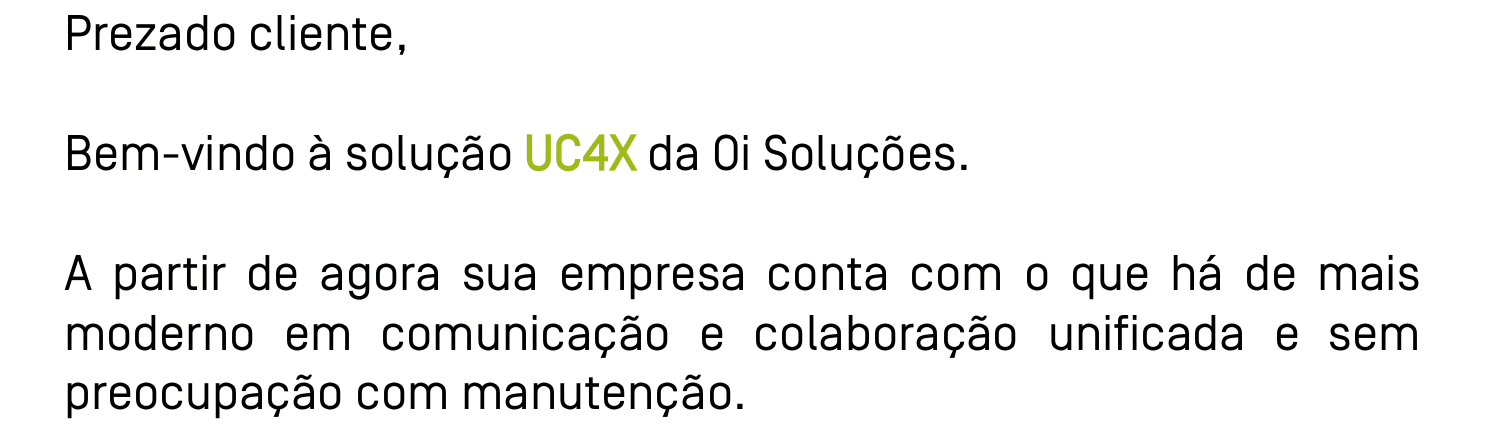 Prezado cliente,
Bem-vindo à solução UC4X da Oi Soluções.
A partir de agora sua empresa conta com o que há de mais
moderno em comunicação e colaboração unificada e sem
preocupação com manutenção.